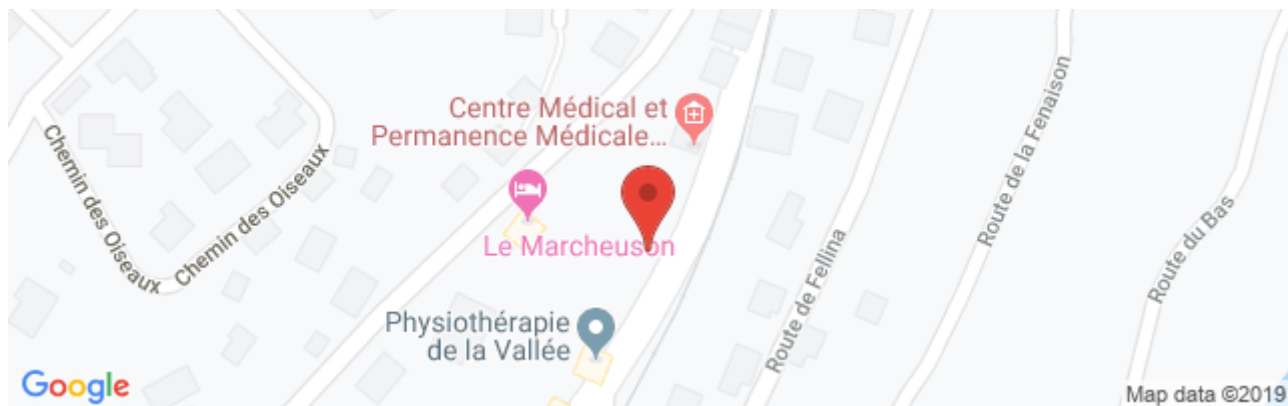 Centre Médical et
Permanence Médicale...
Chemin des Oiseaux
Chemin des Oiseaux
Le Marcheuson
Physiothérapie
de la Vallée
Route de Fellina
Route de la Fenaison
Route du Bas
Google
Map data ©2019